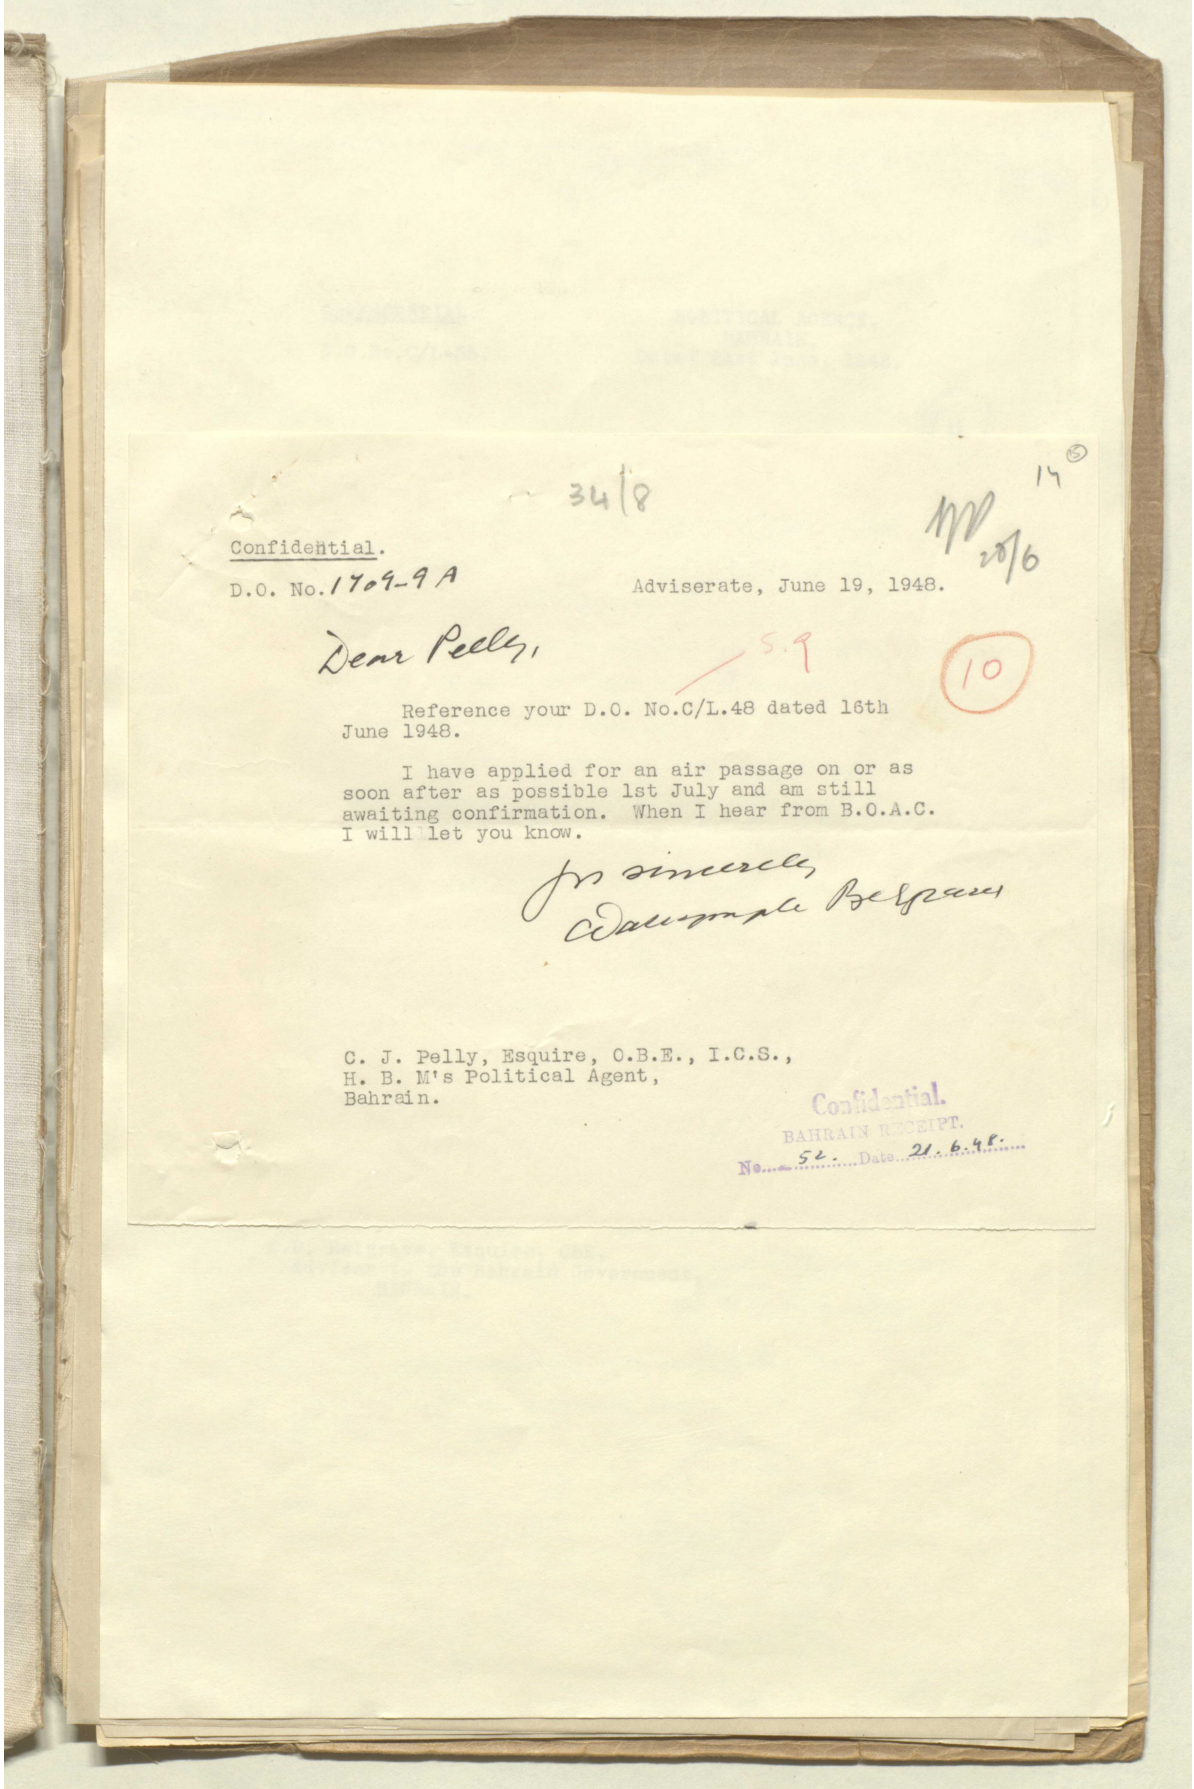 5
14
34/8
20/6
Confidential.
D.O. No. 1709-9A
Adviserate, June 19, 1948.
Dear Pelly,
S.9
10
Reference your D.O. No.C/L.48 dated 16th
June 1948.
I have applied for an air passage on or as
soon after as possible 1st July and am still
awaiting confirmation. When I hear from B.O.A.C.
I will let you know.
Yrs sincerely
CDalrymple Belgrave
C. J. Pelly, Esquire, O.B.E., I.C.S.,
H. B. M's Political Agent,
Bahrain.
Confidential.
BAHRAIN RECEIPT.
No. 52. Date 21.6.48.